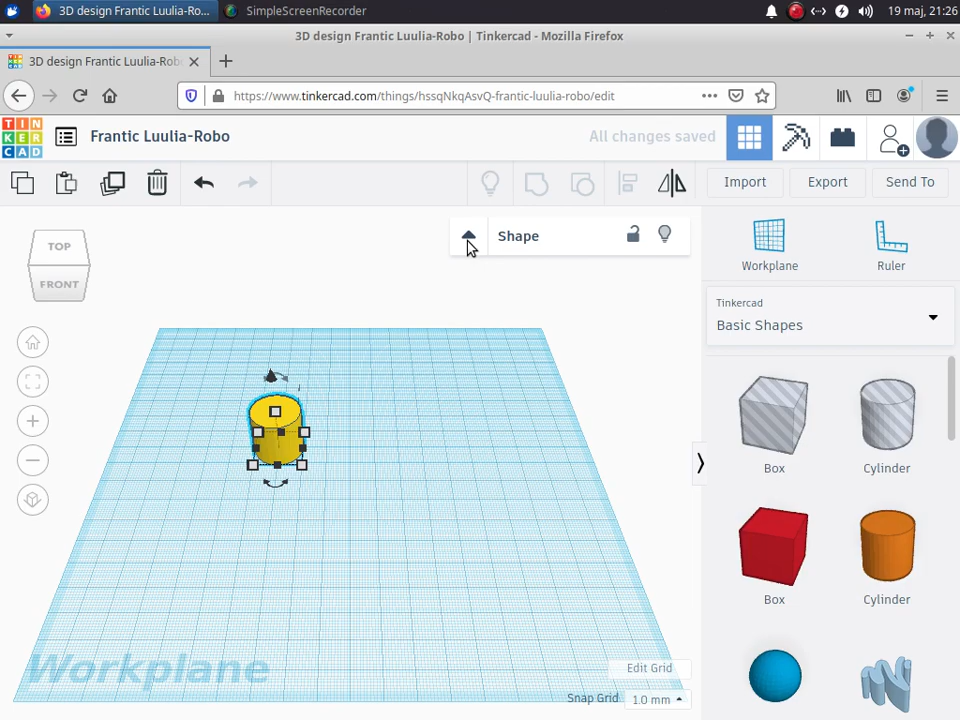 3D design Frantic Luulia-Ro...
SimpleScreenRecorder
19 maj, 21:26
3D design Frantic Luulia-Robo | Tinkercad - Mozilla Firefox
3D design Frantic Luulia-Rob
https://www.tinkercad.com/things/hssqNkqAsvQ-frantic-luulia-robo/edit
TIN
KER
CAD
Frantic Luulia-Robo
All changes saved
Import
Export
Send To
Shape
TOP
FRONT
Workplane
Ruler
Tinkercad
Basic Shapes
Box
Cylinder
Box
Cylinder
Workplane
Edit Grid
Snap Grid
1.0 mm